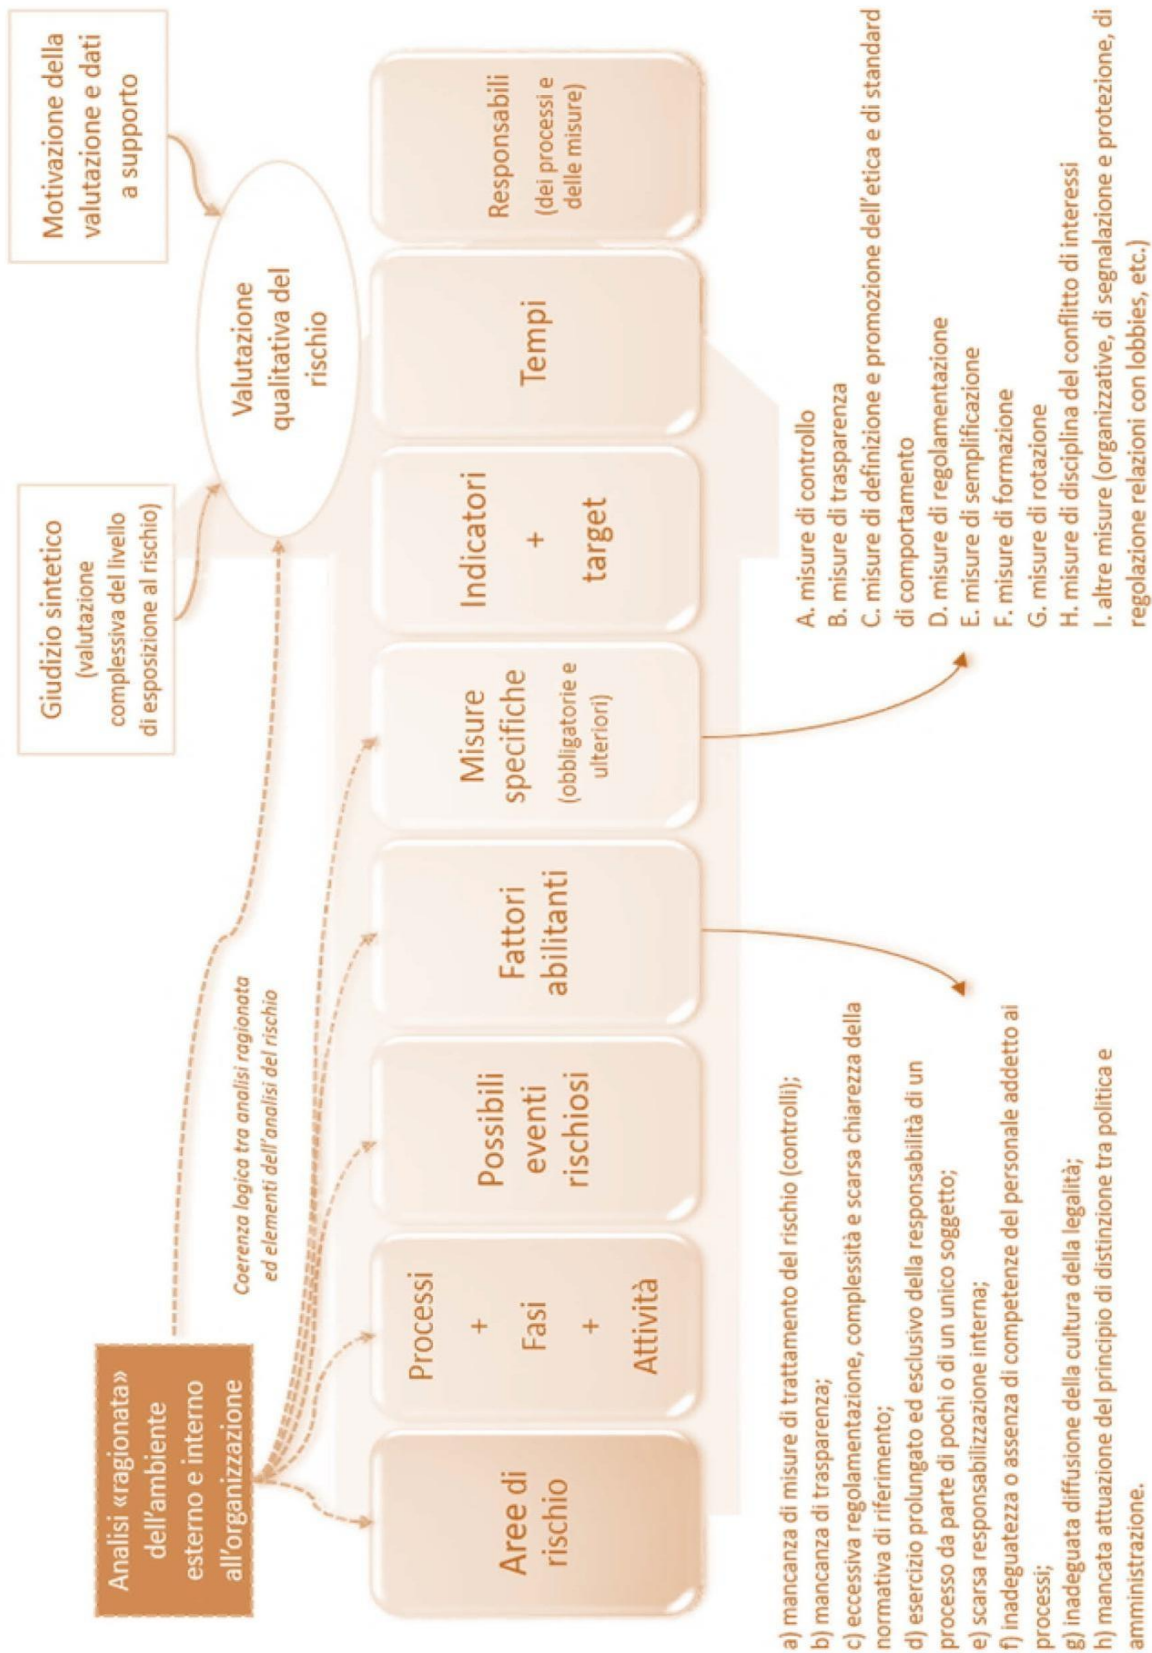 Analisi «ragionata»
dell'ambiente
esterno e interno
all'organizzazione
Coerenza logica tra analisi ragionata
ed elementi dell'analisi del rischio
Giudizio sintetico
(valutazione
complessiva del livello
di esposizione al rischio)
Motivazione della
valutazione e dati
a supporto
Valutazione
qualitativa del
rischio
Aree di
rischio
Processi
+
Fasi
+
Attività
Possibili
eventi
rischiosi
Fattori
abilitanti
Misure
specifiche
(obbligatorie e
ulteriori)
Indicatori
+
target
Tempi
Responsabili
(dei processi e
delle misure)
a) mancanza di misure di trattamento del rischio (controlli);
b) mancanza di trasparenza;
c) eccessiva regolamentazione, complessità e scarsa chiarezza della
normativa di riferimento;
d) esercizio prolungato ed esclusivo della responsabilità di un
processo da parte di pochi o di un unico soggetto;
e) scarsa responsabilizzazione interna;
f) inadeguatezza o assenza di competenze del personale addetto ai
processi;
g) inadeguata diffusione della cultura della legalità;
h) mancata attuazione del principio di distinzione tra politica e
amministrazione.
A. misure di controllo
B. misure di trasparenza
C. misure di definizione e promozione dell'etica e di standard
di comportamento
D. misure di regolamentazione
E. misure di semplificazione
F. misure di formazione
G. misure di rotazione
H. misure di disciplina del conflitto di interessi
I. altre misure (organizzative, di segnalazione e protezione, di
regolazione relazioni con lobbies, etc.)